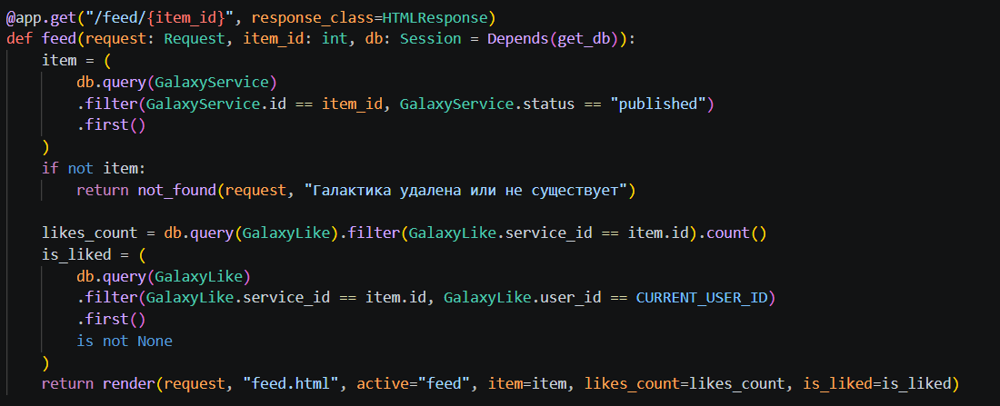 @app.get("/feed/{item_id}", response_class=HTMLResponse)
def feed(request: Request, item_id: int, db: Session = Depends(get_db)):
    item = (
        db.query(GalaxyService)
        .filter(GalaxyService.id == item_id, GalaxyService.status == "published")
        .first()
    )
    if not item:
        return not_found(request, "Галактика удалена или не существует")

    likes_count = db.query(GalaxyLike).filter(GalaxyLike.service_id == item.id).count()
    is_liked = (
        db.query(GalaxyLike)
        .filter(GalaxyLike.service_id == item.id, GalaxyLike.user_id == CURRENT_USER_ID)
        .first()
        is not None
    )
    return render(request, "feed.html", active="feed", item=item, likes_count=likes_count, is_liked=is_liked)